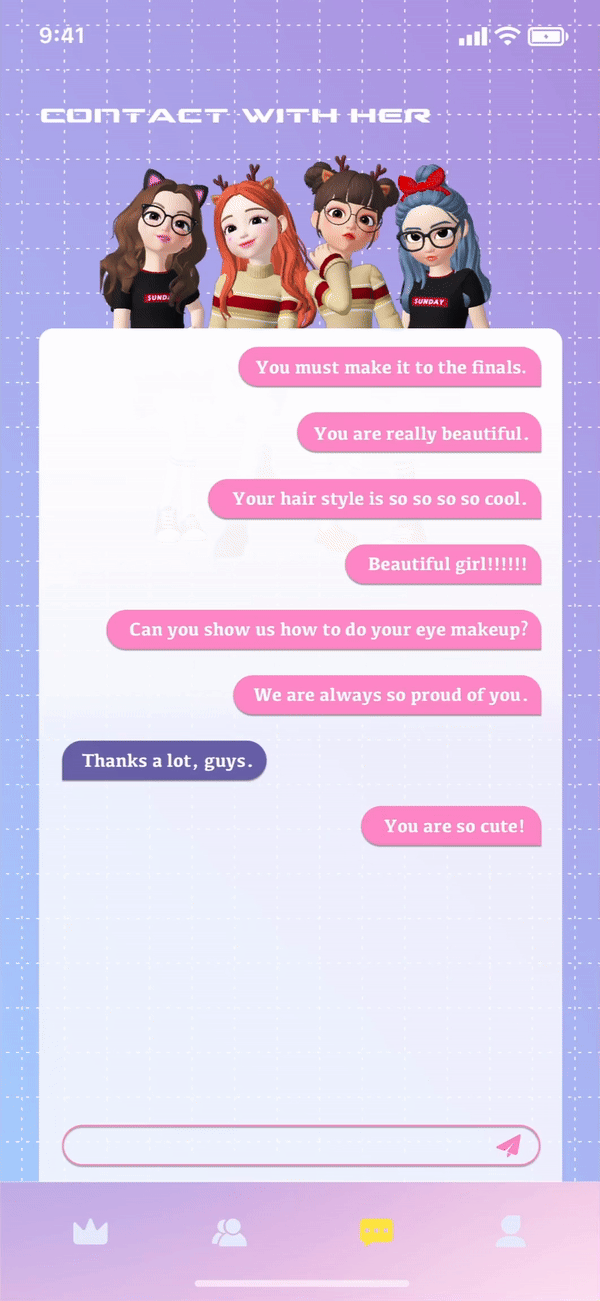 9:41
CONTACT WITH HER
SUNDA
SUNDAY
You must make it to the finals.
You are really beautiful.
Your hair style is so so so so cool.
Beautiful girl!!!!!!
Can you show us how to do your eye makeup?
We are always so proud of you.
Thanks a lot, guys.
You are so cute!